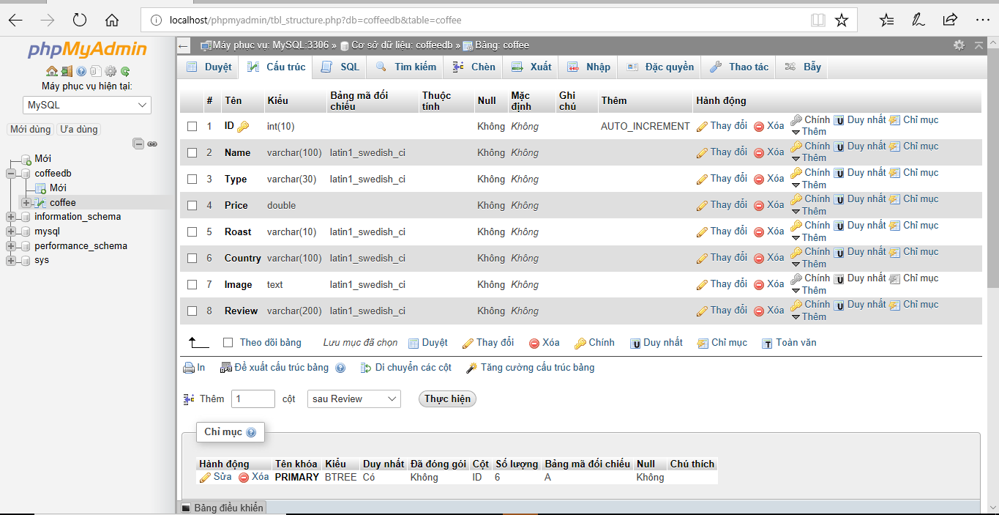 localhost/phpmyadmin/tbl_structure.php?db=coffeedb&table=coffee
phpMyAdmin
Máy phục vụ hiện tại:
MySQL
Mới dùng Ưa dùng
Mới
coffeedb
Mới
coffee
information_schema
mysql
performance_schema
sys
Máy phục vụ: MySQL:3306 » Cơ sở dữ liệu: coffeedb » Bảng: coffee
Duyệt Cấu trúc SQL Tìm kiếm Chèn Xuất Nhập Đặc quyền Thao tác Bẫy
# Tên Kiểu Bảng mã đối chiếu Thuộc tính Null Mặc định Ghi chú Thêm Hành động
1 ID int(10) Không Không AUTO_INCREMENT Thay đổi Xóa Chính Duy nhất Chỉ mục
Thêm
2 Name varchar(100) latin1_swedish_ci Không Không Thay đổi Xóa Chính Duy nhất Chỉ mục
Thêm
3 Type varchar(30) latin1_swedish_ci Không Không Thay đổi Xóa Chính Duy nhất Chỉ mục
Thêm
4 Price double Không Không Thay đổi Xóa Chính Duy nhất Chỉ mục
Thêm
5 Roast varchar(10) latin1_swedish_ci Không Không Thay đổi Xóa Chính Duy nhất Chỉ mục
Thêm
6 Country varchar(100) latin1_swedish_ci Không Không Thay đổi Xóa Chính Duy nhất Chỉ mục
Thêm
7 Image text latin1_swedish_ci Không Không Thay đổi Xóa Chính Duy nhất Chỉ mục
Thêm
8 Review varchar(200) latin1_swedish_ci Không Không Thay đổi Xóa Chính Duy nhất Chỉ mục
Thêm
Theo dõi bảng Lưu mục đã chọn Duyệt Thay đổi Xóa Chính Duy nhất Chỉ mục Toàn văn
In Đề xuất cấu trúc bảng Di chuyển các cột Tăng cường cấu trúc bảng
Thêm 1 cột sau Review Thực hiện
Chỉ mục
Hành động Tên khóa Kiểu Duy nhất Đã đóng gói Cột Số lượng Bảng mã đối chiếu Null Chú thích
Sửa Xóa PRIMARY BTREE Có Không ID 6 A Không
Bảng điều khiển